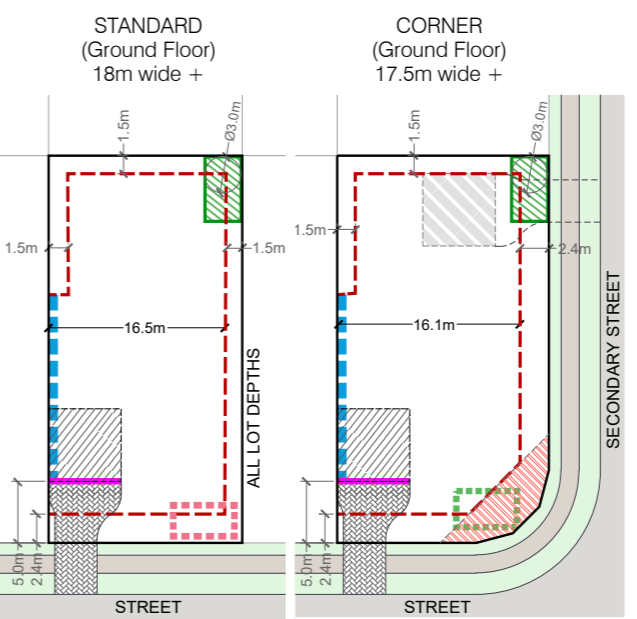 STANDARD
(Ground Floor)
18m wide +
1.5m
Ø3.0m
1.5m
1.5m
16.5m
ALL LOT DEPTHS
5.0m
2.4m
STREET
CORNER
(Ground Floor)
17.5m wide +
1.5m
Ø3.0m
1.5m
2.4m
16.1m
SECONDARY STREET
5.0m
2.4m
STREET